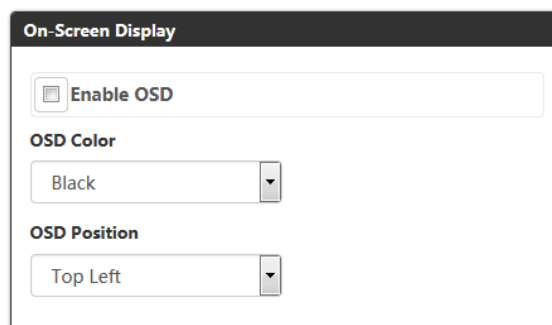 On-Screen Display
Enable OSD
OSD Color
Black
OSD Position
Top Left